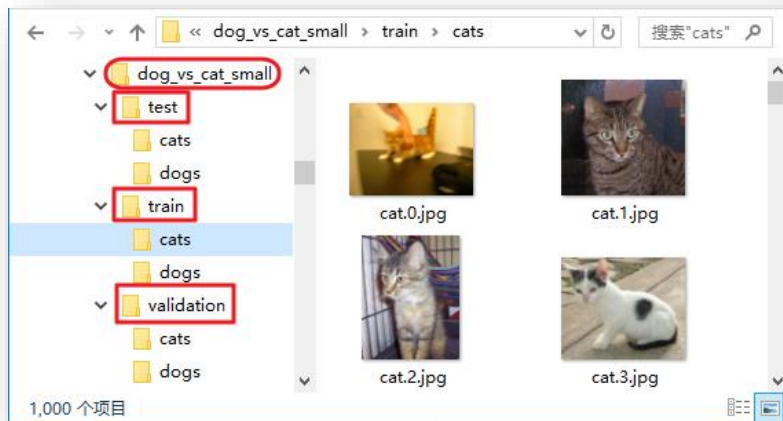 « dog_vs_cat_small › train › cats
搜索"cats"
dog_vs_cat_small
test
cats
dogs
train
cats
dogs
validation
cats
dogs
cat.0.jpg
cat.1.jpg
cat.2.jpg
cat.3.jpg
1,000 个项目